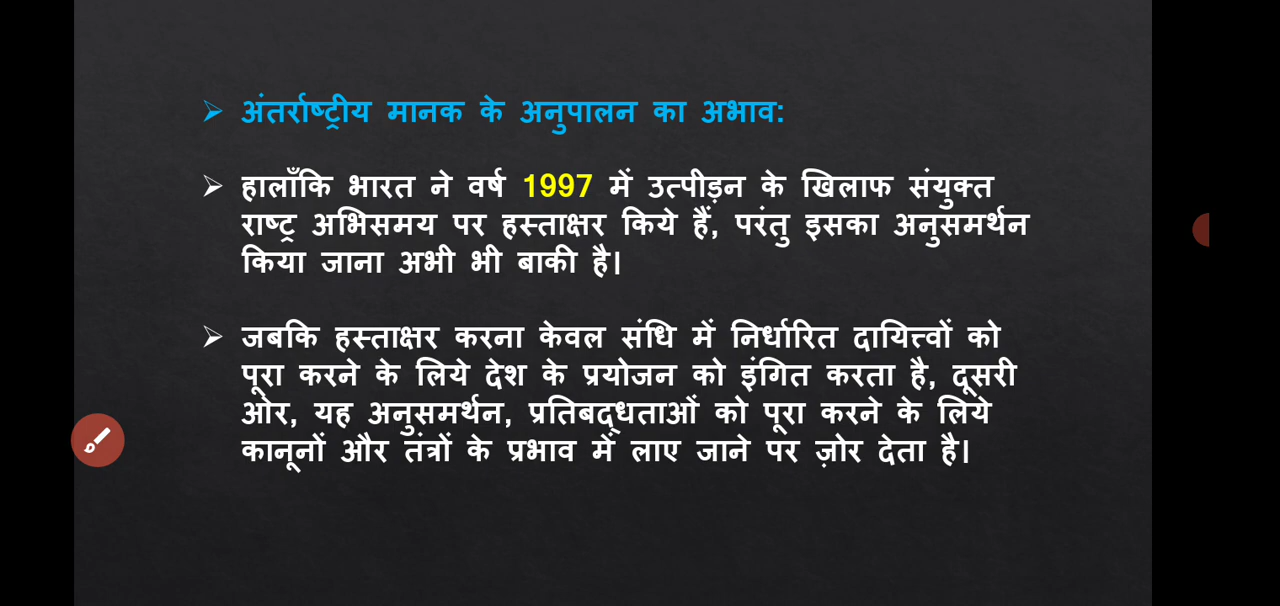 अंतर्राष्ट्रीय मानक के अनुपालन का अभाव:
हालाँकि भारत ने वर्ष 1997 में उत्पीड़न के खिलाफ संयुक्त
राष्ट्र अभिसमय पर हस्ताक्षर किये हैं, परंतु इसका अनुसमर्थन
किया जाना अभी भी बाकी है।
जबकि हस्ताक्षर करना केवल संधि में निर्धारित दायित्त्वों को
पूरा करने के लिये देश के प्रयोजन को इंगित करता है, दूसरी
ओर, यह अनुसमर्थन, प्रतिबद्धताओं को पूरा करने के लिये
कानूनों और तंत्रों के प्रभाव में लाए जाने पर ज़ोर देता है।